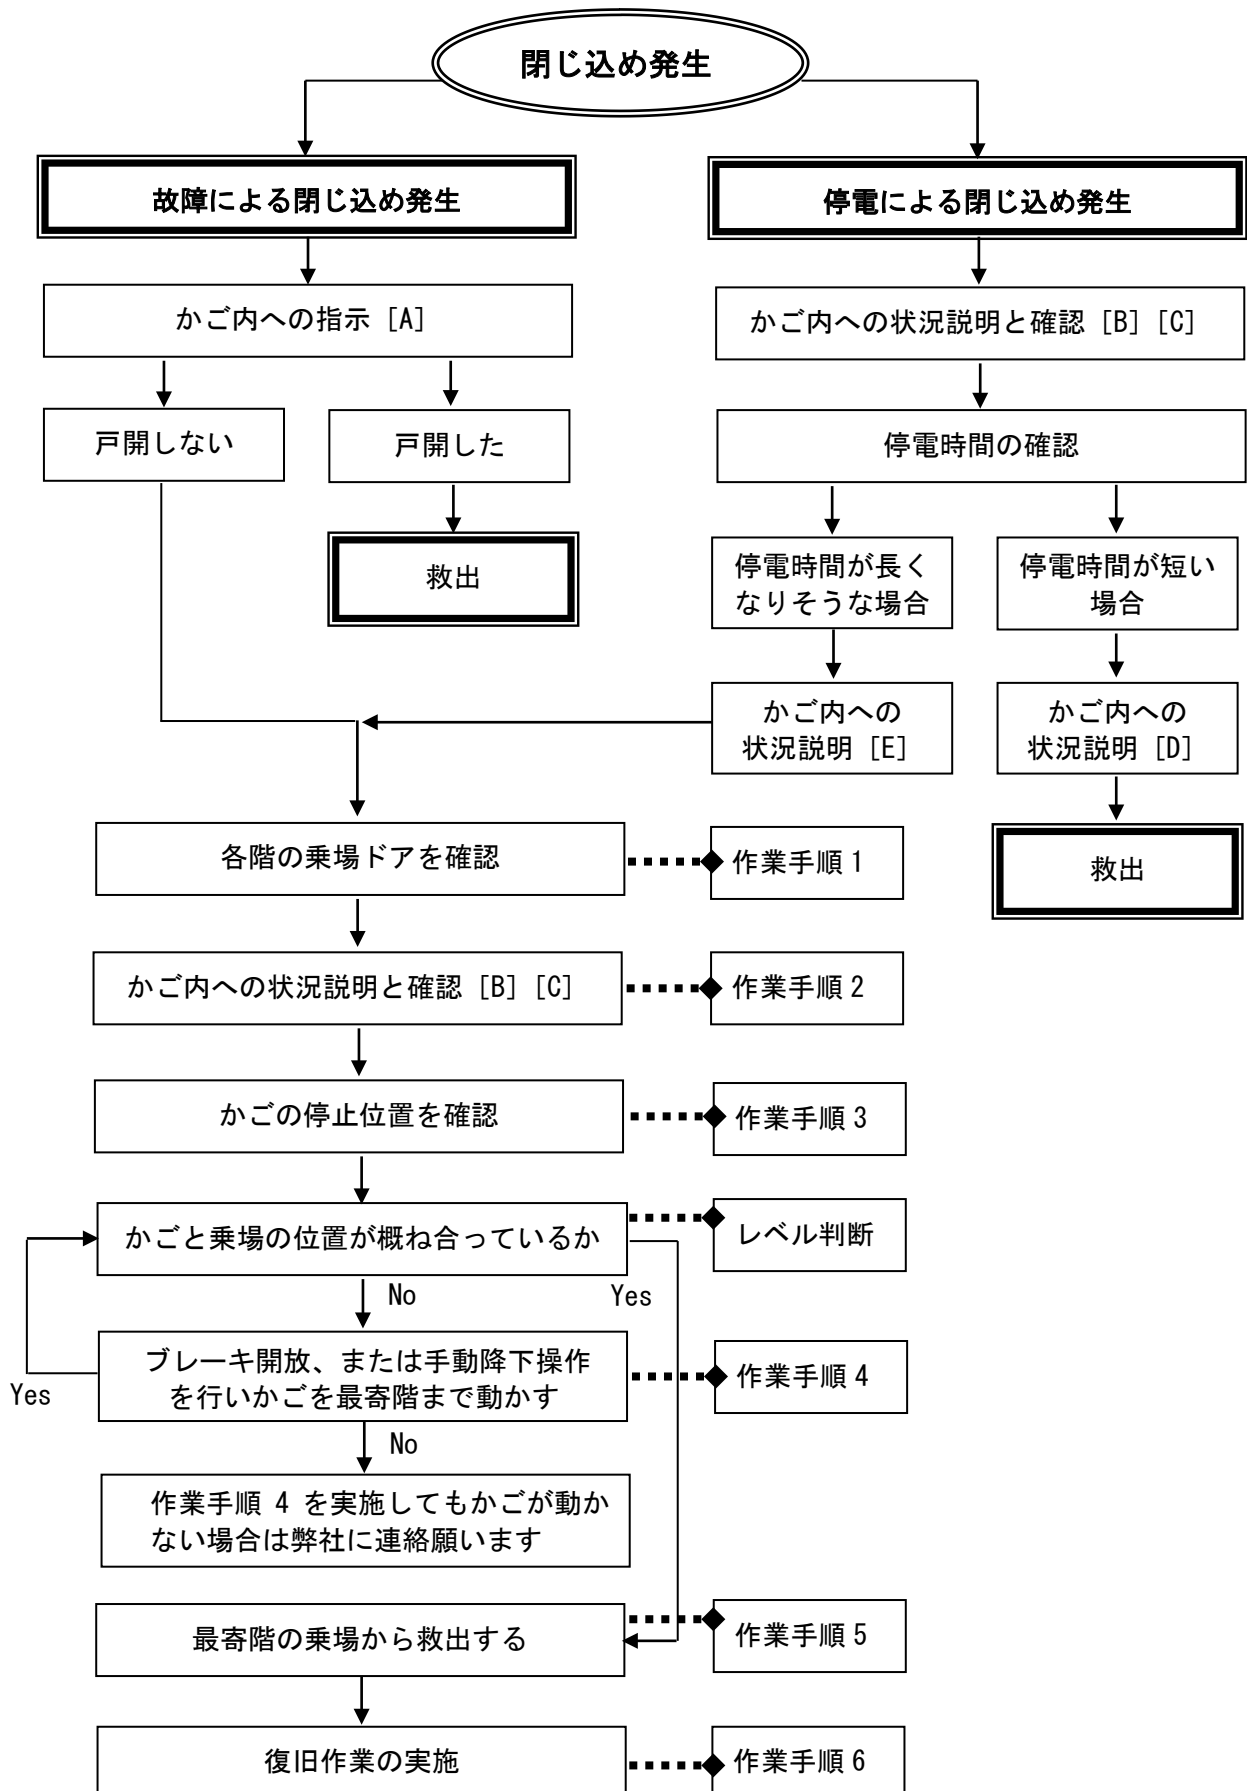 閉じ込め発生
故障による閉じ込め発生
停電による閉じ込め発生
かご内への指示 [A]
かご内への状況説明と確認 [B] [C]
戸開しない
戸開した
停電時間の確認
救出
停電時間が長く
なりそうな場合
停電時間が短い
場合
かご内への
状況説明 [E]
かご内への
状況説明 [D]
救出
各階の乗場ドアを確認
作業手順 1
かご内への状況説明と確認 [B] [C]
作業手順 2
かごの停止位置を確認
作業手順 3
かごと乗場の位置が概ね合っているか
レベル判断
No
Yes
ブレーキ開放、または手動降下操作
を行いかごを最寄階まで動かす
作業手順 4
Yes
No
作業手順 4 を実施してもかごが動か
ない場合は弊社に連絡願います
最寄階の乗場から救出する
作業手順 5
復旧作業の実施
作業手順 6